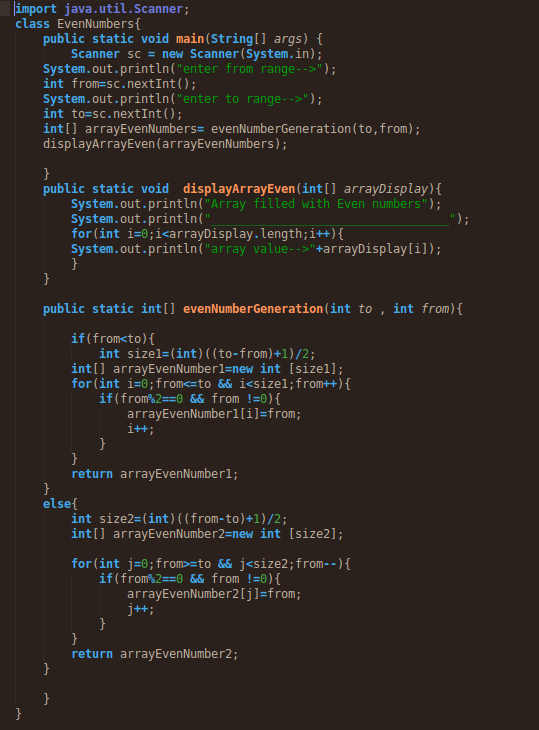 import java.util.Scanner;
class EvenNumbers{
    public static void main(String[] args) {
        Scanner sc = new Scanner(System.in);
    System.out.println("enter from range-->");
    int from=sc.nextInt();
    System.out.println("enter to range-->");
    int to=sc.nextInt();
    int[] arrayEvenNumbers= evenNumberGeneration(to,from);
    displayArrayEven(arrayEvenNumbers);

    }
    public static void  displayArrayEven(int[] arrayDisplay){
        System.out.println("Array filled with Even numbers");
        System.out.println("__________________________________");
        for(int i=0;i<arrayDisplay.length;i++){
        System.out.println("array value-->"+arrayDisplay[i]);
        }
    }

    public static int[] evenNumberGeneration(int to , int from){

        if(from<to){
            int size1=(int)((to-from)+1)/2;
        int[] arrayEvenNumber1=new int [size1];
        for(int i=0;from<=to && i<size1;from++){
            if(from%2==0 && from !=0){
                arrayEvenNumber1[i]=from;
                i++;
            }
        }
        return arrayEvenNumber1;
    }
    else{
        int size2=(int)((from-to)+1)/2;
        int[] arrayEvenNumber2=new int [size2];

        for(int j=0;from>=to && j<size2;from--){
            if(from%2==0 && from !=0){
                arrayEvenNumber2[j]=from;
                j++;
            }
        }
        return arrayEvenNumber2;
    }

    }
}